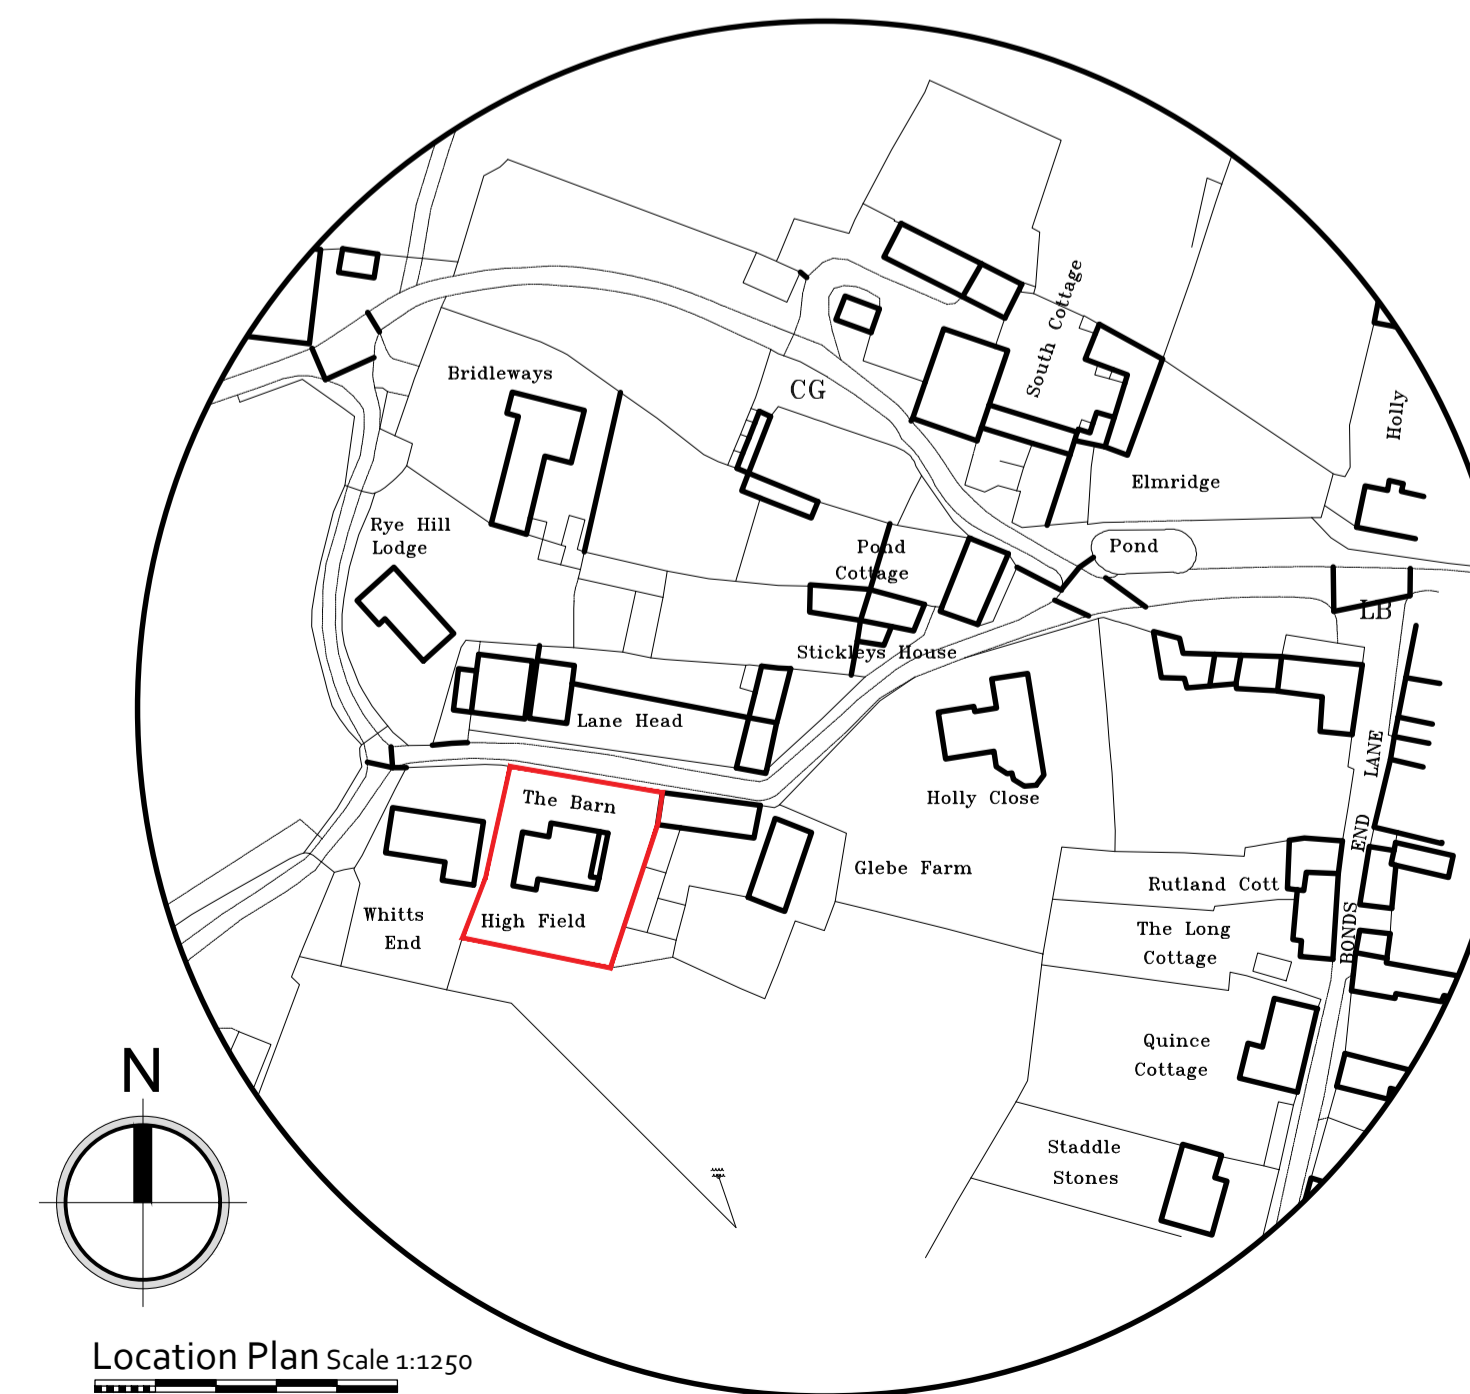 South Cottage
Bridleways
CG
Holly
Elmridge
Rye Hill
Lodge
Pond
Cottage
Pond
LB
Stickleys House
Lane Head
LANE
END
BONDS
The Barn
Holly Close
Glebe Farm
Rutland Cott
Whitts
End
High Field
The Long
Cottage
Quince
Cottage
N
Staddle
Stones
Location Plan Scale 1:1250